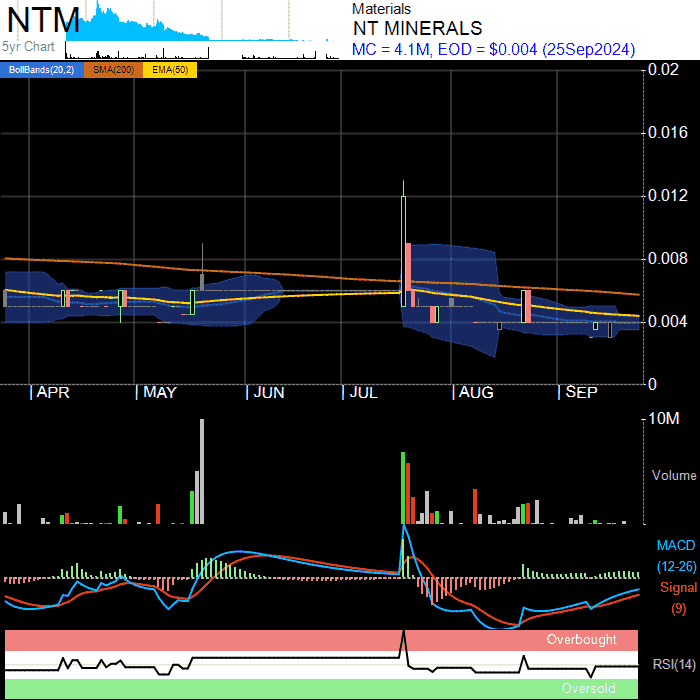 NTM
5yr Chart
Materials
NT MINERALS
MC = 4.1M, EOD = $0.004 (25Sep2024)
BollBands(20,2) SMA(200) EMA(50)
0.02
0.016
0.012
0.008
0.004
0
APR MAY JUN JUL AUG SEP
10M
Volume
MACD
(12-26)
Signal
(9)
Overbought
RSI(14)
Oversold